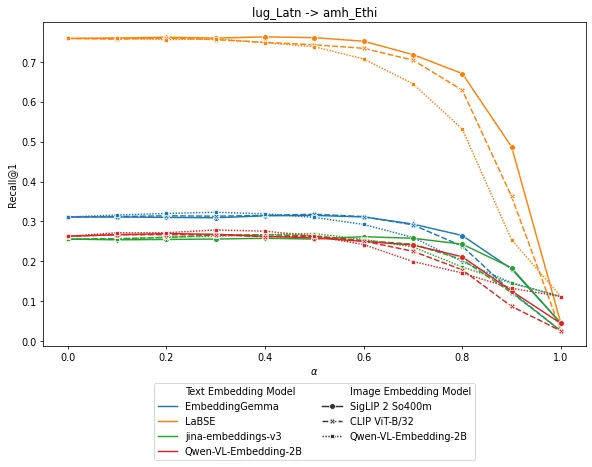 lug_Latn -> amh_Ethi
Recall@1
0.7
0.6
0.5
0.4
0.3
0.2
0.1
0.0
0.0 0.2 0.4 0.6 0.8 1.0
α
Text Embedding Model
EmbeddingGemma
LaBSE
jina-embeddings-v3
Qwen-VL-Embedding-2B
Image Embedding Model
SigLIP 2 So400m
CLIP ViT-B/32
Qwen-VL-Embedding-2B